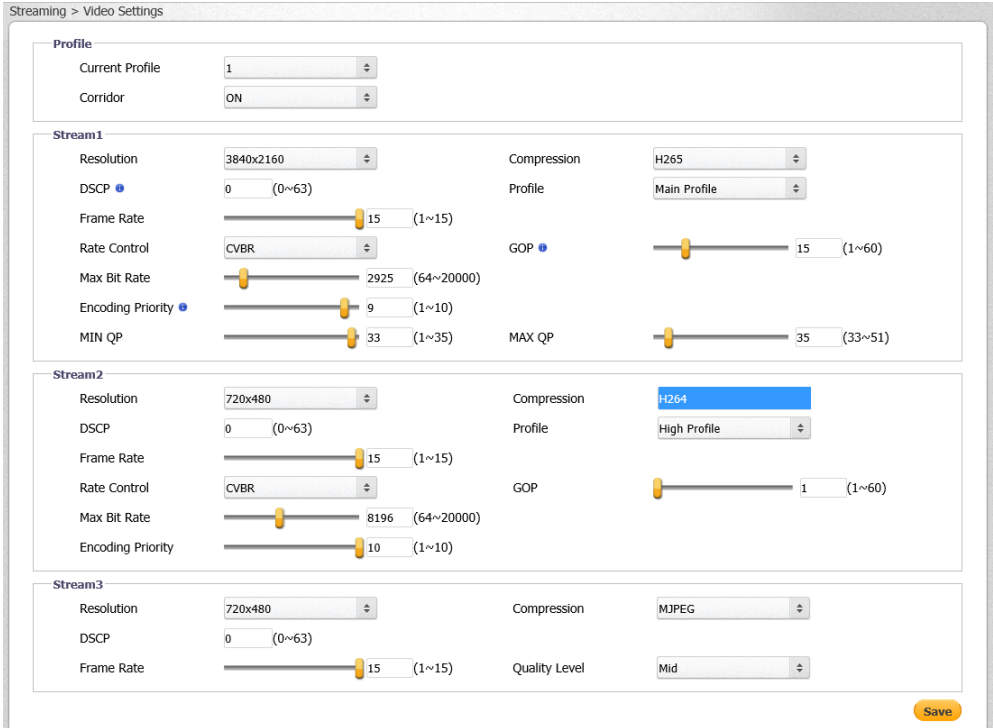 Streaming > Video Settings
Profile
Current Profile 1
Corridor ON
Stream1
Resolution 3840x2160 Compression H265
DSCP 0 (0~63) Profile Main Profile
Frame Rate 15 (1~15)
Rate Control CVBR GOP 15 (1~60)
Max Bit Rate 2925 (64~20000)
Encoding Priority 9 (1~10)
MIN QP 33 (1~35) MAX QP 35 (33~51)
Stream2
Resolution 720x480 Compression H264
DSCP 0 (0~63) Profile High Profile
Frame Rate 15 (1~15)
Rate Control CVBR GOP 1 (1~60)
Max Bit Rate 8196 (64~20000)
Encoding Priority 10 (1~10)
Stream3
Resolution 720x480 Compression MJPEG
DSCP 0 (0~63)
Frame Rate 15 (1~15) Quality Level Mid
Save